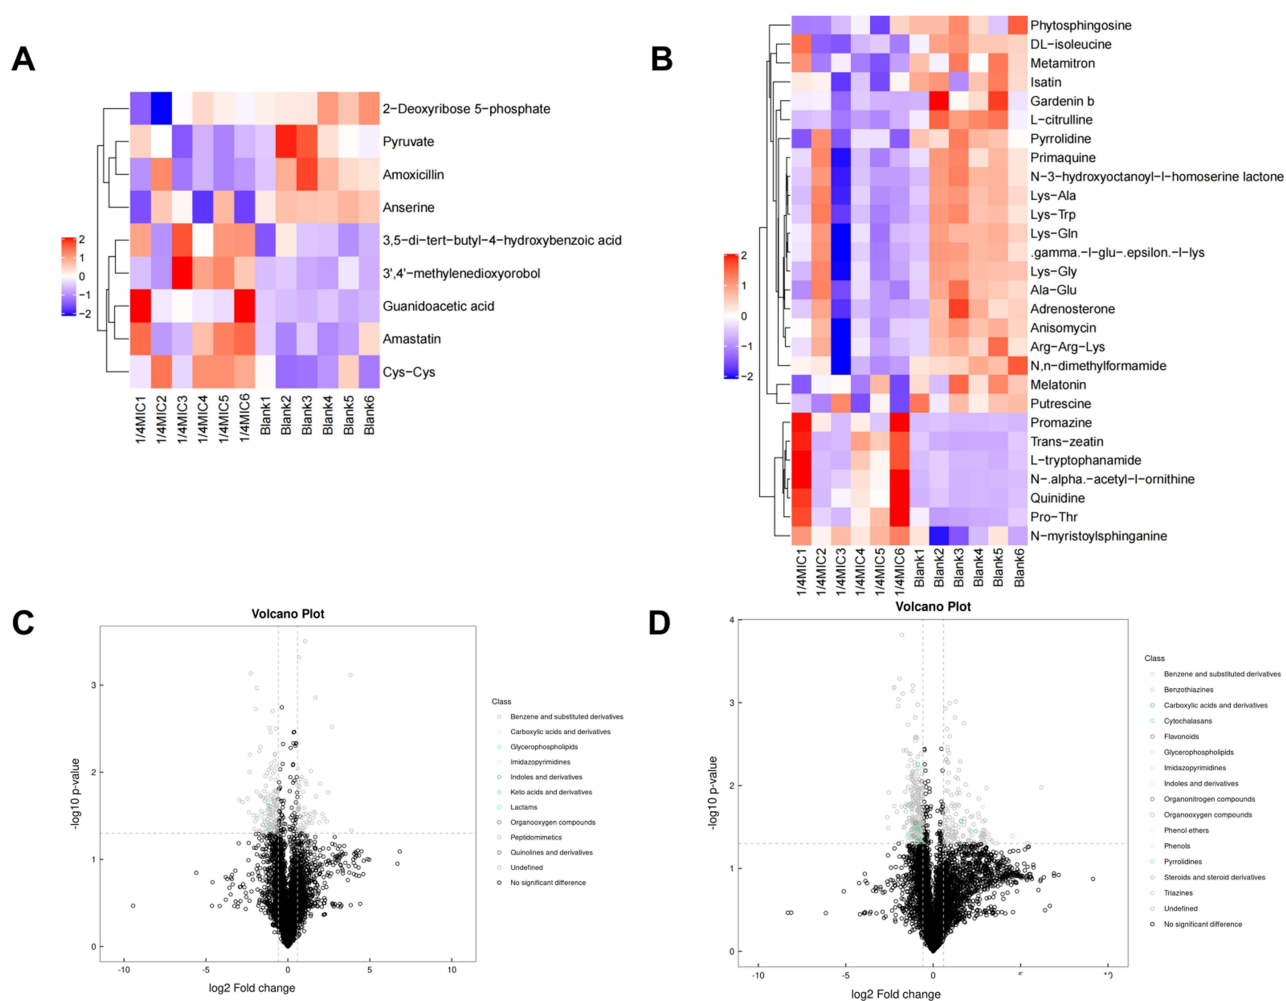 A
2-Deoxyribose 5-phosphate
Pyruvate
Amoxicillin
Anserine
3,5-di-tert-butyl-4-hydroxybenzoic acid
3',4'-methylenedioxyorobol
Guanidoacetic acid
Amastatin
Cys-Cys
2
1
0
-1
-2
1/4MIC1
1/4MIC2
1/4MIC3
1/4MIC4
1/4MIC5
1/4MIC6
Blank1
Blank2
Blank3
Blank4
Blank5
Blank6
B
Phytosphingosine
DL-isoleucine
Metamitron
Isatin
Gardenin b
L-citrulline
Pyrrolidine
Primaquine
N-3-hydroxyoctanoyl-l-homoserine lactone
Lys-Ala
Lys-Trp
Lys-Gln
.gamma.-l-glu-.epsilon.-l-lys
Lys-Gly
Ala-Glu
Adrenosterone
Anisomycin
Arg-Arg-Lys
N,n-dimethylformamide
Melatonin
Putrescine
Promazine
Trans-zeatin
L-tryptophanamide
N-.alpha.-acetyl-l-ornithine
Quinidine
Pro-Thr
N-myristoylsphinganine
2
1
0
-1
-2
1/4MIC1
1/4MIC2
1/4MIC3
1/4MIC4
1/4MIC5
1/4MIC6
Blank1
Blank2
Blank3
Blank4
Blank5
Blank6
C
Volcano Plot
-log10 p-value
3
2
1
0
-10
-5
0
5
10
log2 Fold change
Class
Benzene and substituted derivatives
Carboxylic acids and derivatives
Glycerophospholipids
Imidazopyrimidines
Indoles and derivatives
Keto acids and derivatives
Lactams
Organooxygen compounds
Peptidomimetics
Quinolines and derivatives
Undefined
No significant difference
D
Volcano Plot
-log10 p-value
4
3
2
1
0
-10
-5
0
log2 Fold change
Class
Benzene and substituted derivatives
Benzothiazines
Carboxylic acids and derivatives
Cytochalasans
Flavonoids
Glycerophospholipids
Imidazopyrimidines
Indoles and derivatives
Organonitrogen compounds
Organooxygen compounds
Phenol ethers
Phenols
Pyrrolidines
Steroids and steroid derivatives
Triazines
Undefined
No significant difference